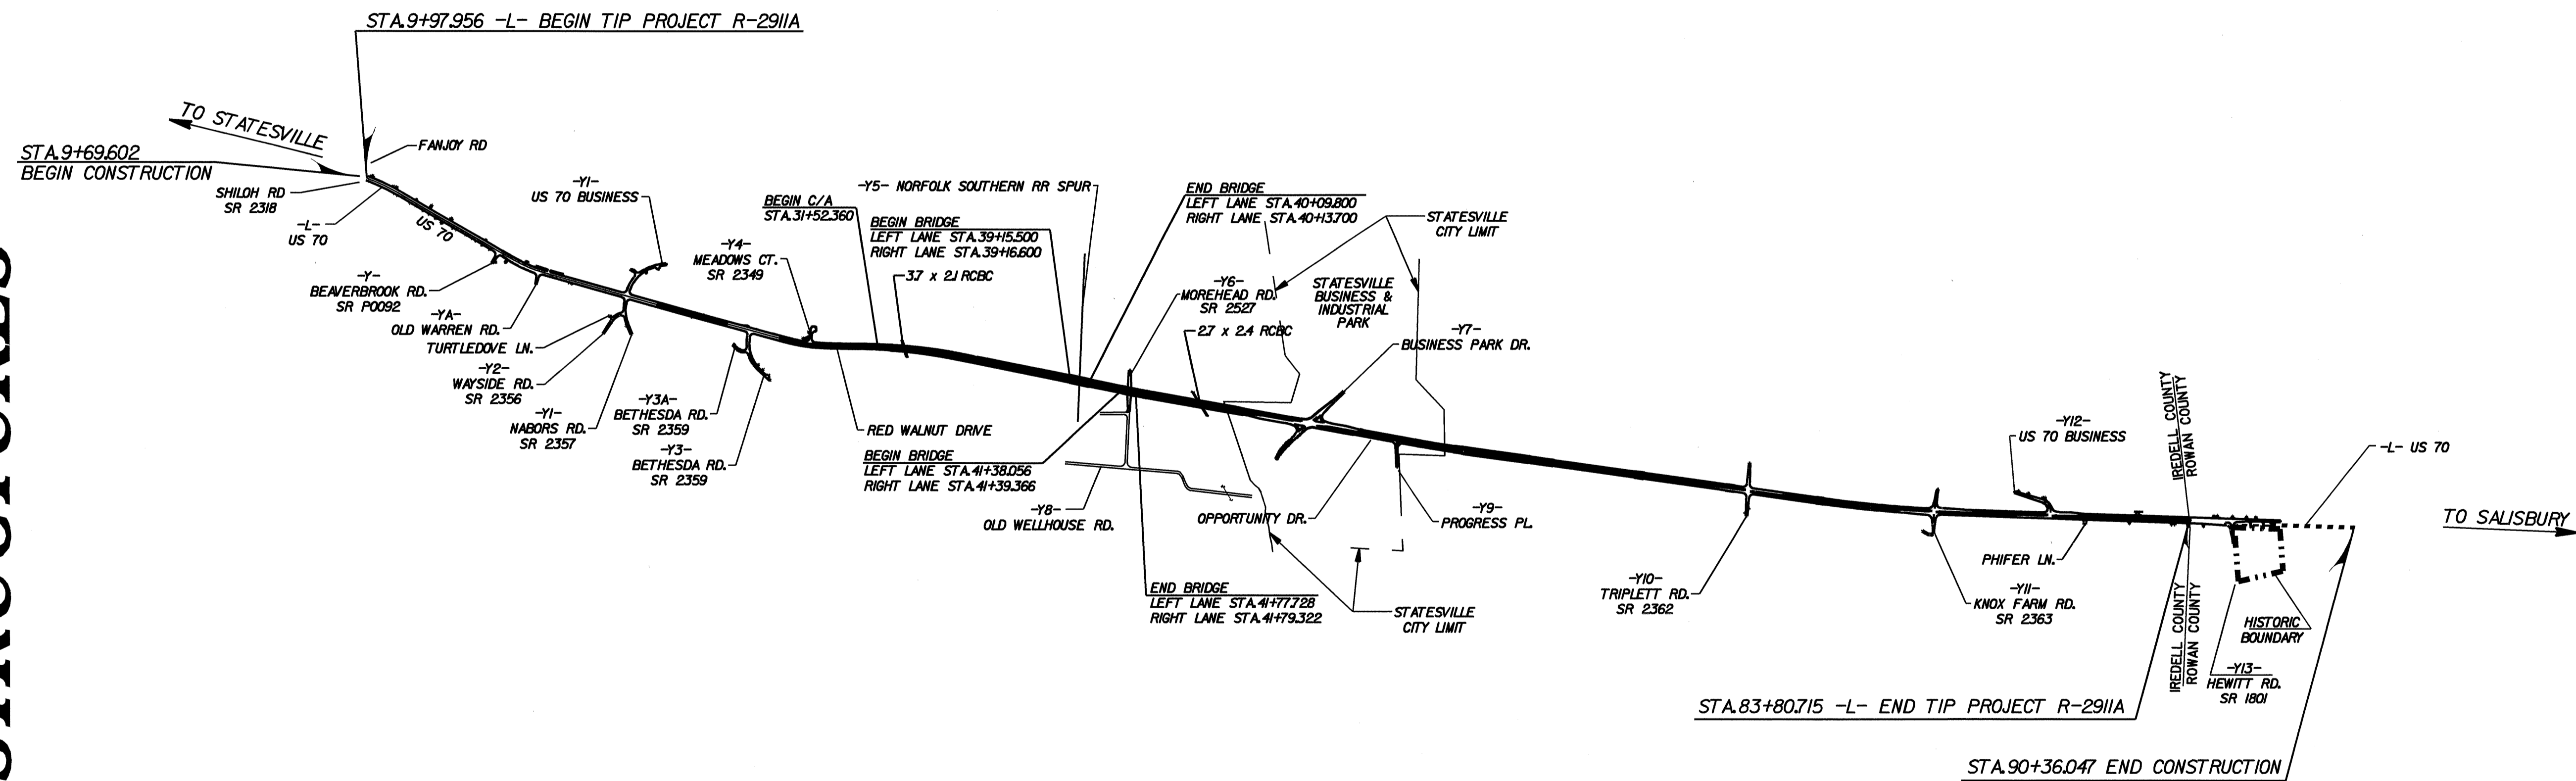 STA.9+97.956 -L- BEGIN TIP PROJECT R-2911A
TO STATESVILLE
STA.9+69.602
BEGIN CONSTRUCTION
FANJOY RD
SHILOH RD
SR 2318
-L-
US 70
US 70
-Y1-
US 70 BUSINESS
-Y-
BEAVERBROOK RD.
SR P0092
-YA-
OLD WARREN RD.
TURTLEDOVE LN.
-Y2-
WAYSIDE RD.
SR 2356
-Y1-
NABORS RD.
SR 2357
-Y4-
MEADOWS CT.
SR 2349
-Y3A-
BETHESDA RD.
SR 2359
-Y3-
BETHESDA RD.
SR 2359
BEGIN C/A
STA.31+52.360
3.7 x 2.1 RCBC
RED WALNUT DRIVE
-Y5- NORFOLK SOUTHERN RR SPUR
BEGIN BRIDGE
LEFT LANE STA.39+15.500
RIGHT LANE STA.39+16.600
END BRIDGE
LEFT LANE STA.40+09.800
RIGHT LANE STA.40+13.700
BEGIN BRIDGE
LEFT LANE STA.41+38.056
RIGHT LANE STA.41+39.366
-Y6-
MOREHEAD RD.
SR 2527
2.7 x 2.4 RCBC
STATESVILLE
CITY LIMIT
STATESVILLE
BUSINESS &
INDUSTRIAL
PARK
-Y7-
BUSINESS PARK DR.
-Y8-
OLD WELLHOUSE RD.
OPPORTUNITY DR.
-Y9-
PROGRESS PL.
END BRIDGE
LEFT LANE STA.41+77.728
RIGHT LANE STA.41+79.322
STATESVILLE
CITY LIMIT
-Y10-
TRIPLETT RD.
SR 2362
-Y11-
KNOX FARM RD.
SR 2363
-Y12-
US 70 BUSINESS
PHIFER LN.
IREDELL COUNTY
ROWAN COUNTY
IREDELL COUNTY
ROWAN COUNTY
-L- US 70
TO SALISBURY
HISTORIC
BOUNDARY
-Y13-
HEWITT RD.
SR 1801
STA.83+80.715 -L- END TIP PROJECT R-2911A
STA.90+36.047 END CONSTRUCTION